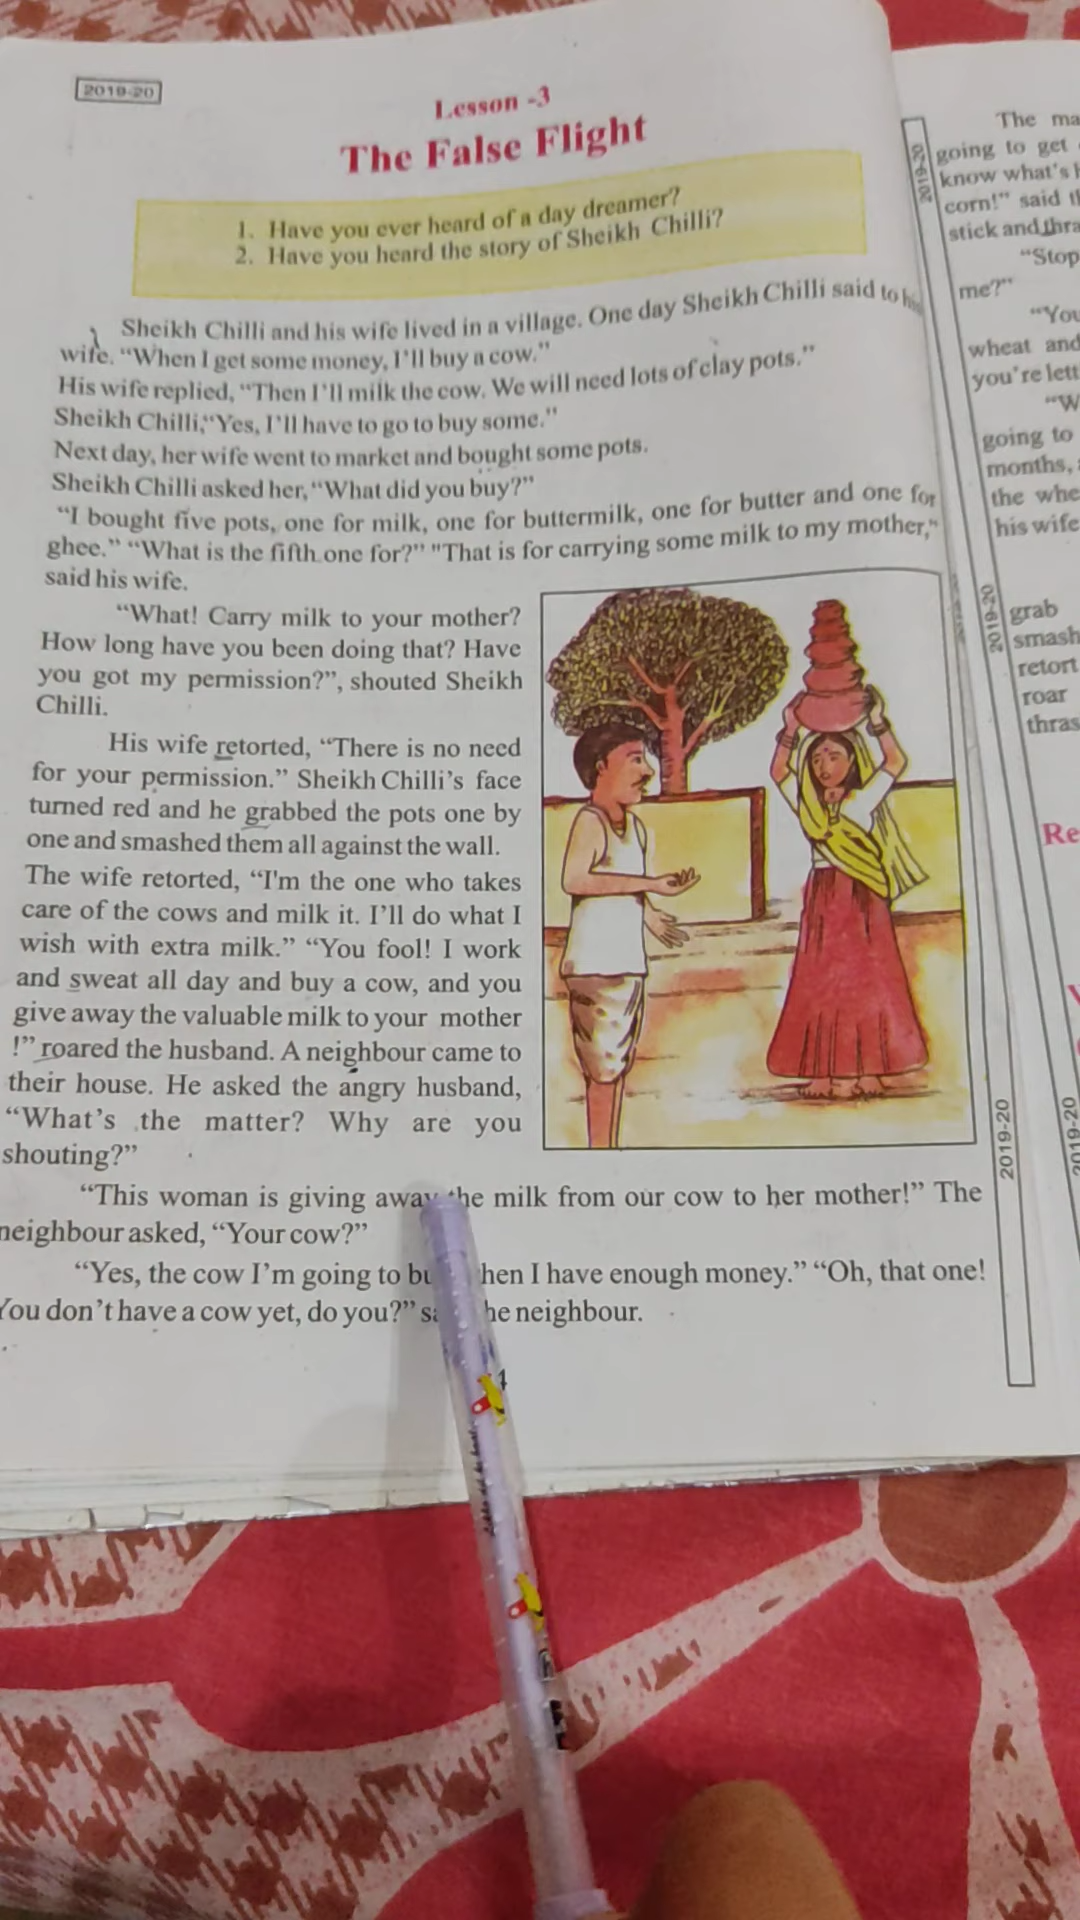 2019-20
Lesson -3
The False Flight
1. Have you ever heard of a day dreamer?
2. Have you heard the story of Sheikh Chilli?
Sheikh Chilli and his wife lived in a village. One day Sheikh Chilli said to his
wife. “When I get some money, I’ll buy a cow.”
His wife replied, “Then I’ll milk the cow. We will need lots of clay pots.”
Sheikh Chilli,“Yes, I’ll have to go to buy some.”
Next day, her wife went to market and bought some pots.
Sheikh Chilli asked her, “What did you buy?”
“I bought five pots, one for milk, one for buttermilk, one for butter and one for
ghee.” “What is the fifth one for?” "That is for carrying some milk to my mother,”
said his wife.
“What! Carry milk to your mother?
How long have you been doing that? Have
you got my permission?”, shouted Sheikh
Chilli.
His wife retorted, “There is no need
for your permission.” Sheikh Chilli’s face
turned red and he grabbed the pots one by
one and smashed them all against the wall.
The wife retorted, “I'm the one who takes
care of the cows and milk it. I’ll do what I
wish with extra milk.” “You fool! I work
and sweat all day and buy a cow, and you
give away the valuable milk to your mother
!” roared the husband. A neighbour came to
their house. He asked the angry husband,
“What’s the matter? Why are you
shouting?”
“This woman is giving away the milk from our cow to her mother!” The
neighbour asked, “Your cow?”
“Yes, the cow I’m going to hen I have enough money.” “Oh, that one!
You don’t have a cow yet, do you?” he neighbour.
2019-20
The ma
going to get
know what’s
corn!” said
stick and thra
“Stop
me?”
“You
wheat and
you’re lett
“W
going to
months,
the whe
his wife
2019-20
grab
smash
retort
roar
thras
Re
2019-20
2019-20